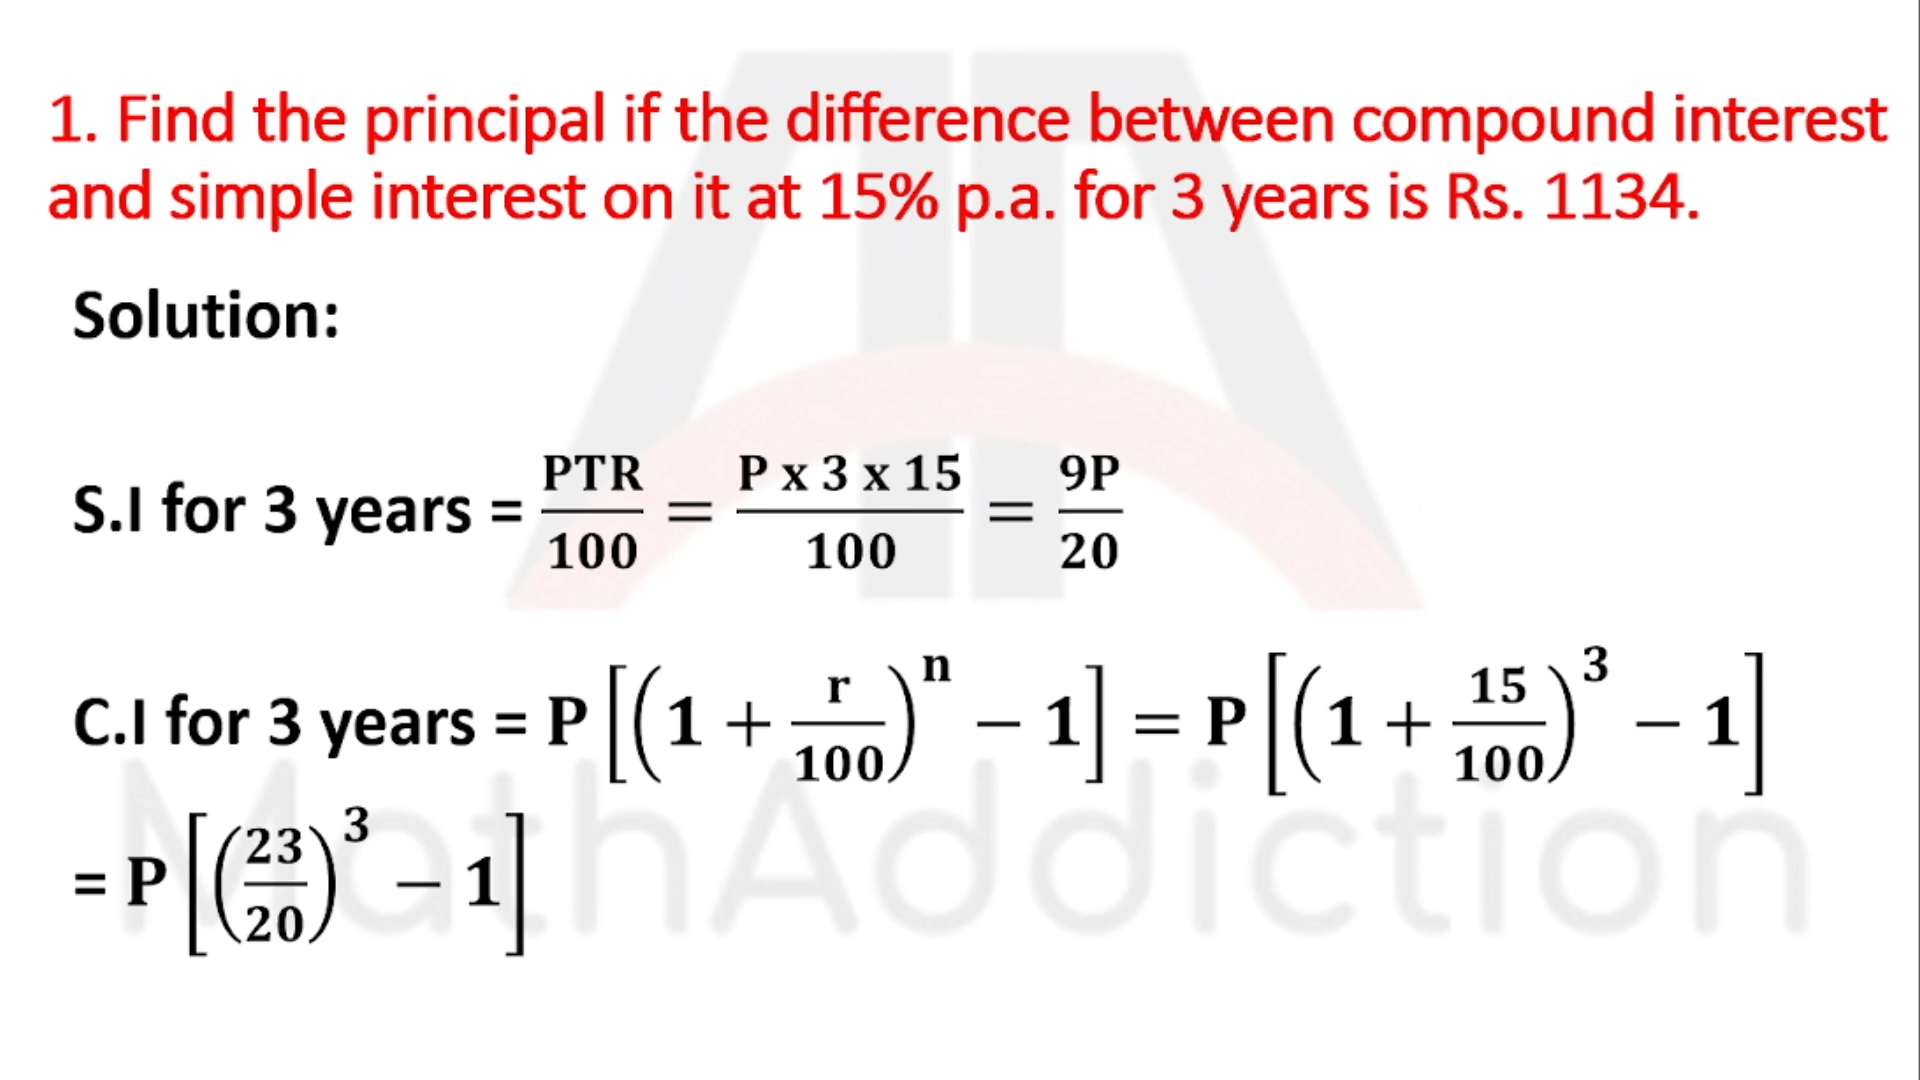 1. Find the principal if the difference between compound interest
and simple interest on it at 15% p.a. for 3 years is Rs. 1134.
Solution:
S.I for 3 years = PTR/100 = P x 3 x 15/100 = 9P/20
C.I for 3 years = P[(1 + r/100)^n − 1] = P[(1 + 15/100)^3 − 1]
= P[(23/20)^3 − 1]
MathAddiction